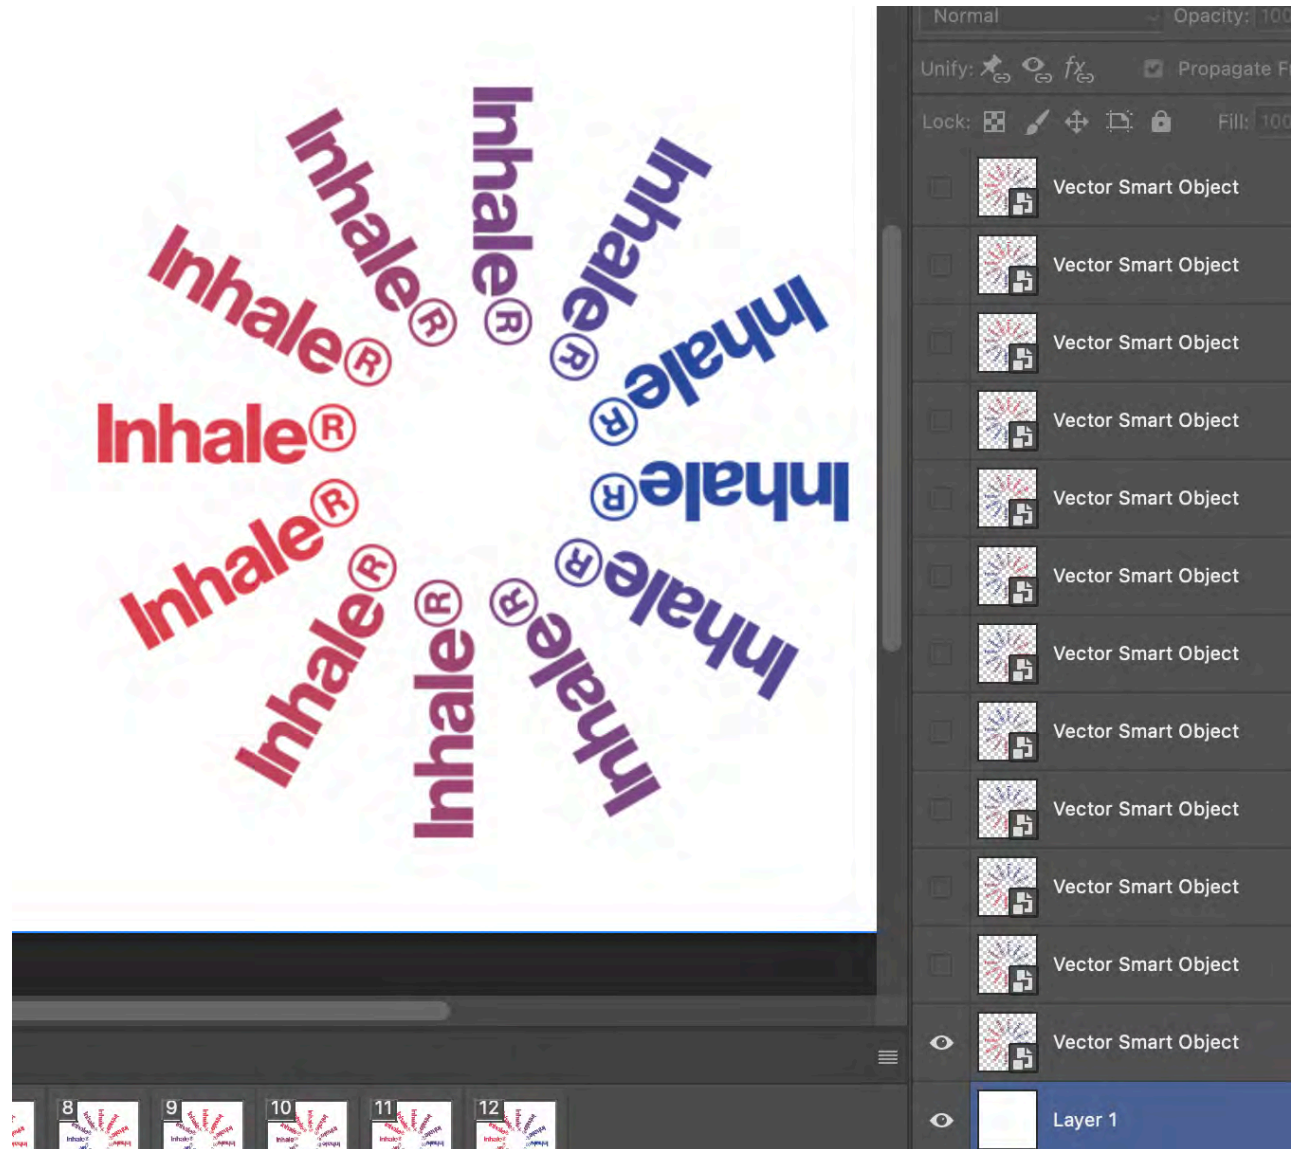 Normal
Opacity: 100
Unify:
Propagate F
Lock:
Fill: 100
Inhale®
Inhale®
Inhale®
Inhale®
Inhale®
Inhale®
Inhale®
Inhale®
Inhale®
Inhale®
Inhale®
Inhale®
Vector Smart Object
Vector Smart Object
Vector Smart Object
Vector Smart Object
Vector Smart Object
Vector Smart Object
Vector Smart Object
Vector Smart Object
Vector Smart Object
Vector Smart Object
Vector Smart Object
Vector Smart Object
Layer 1
8
9
10
11
12